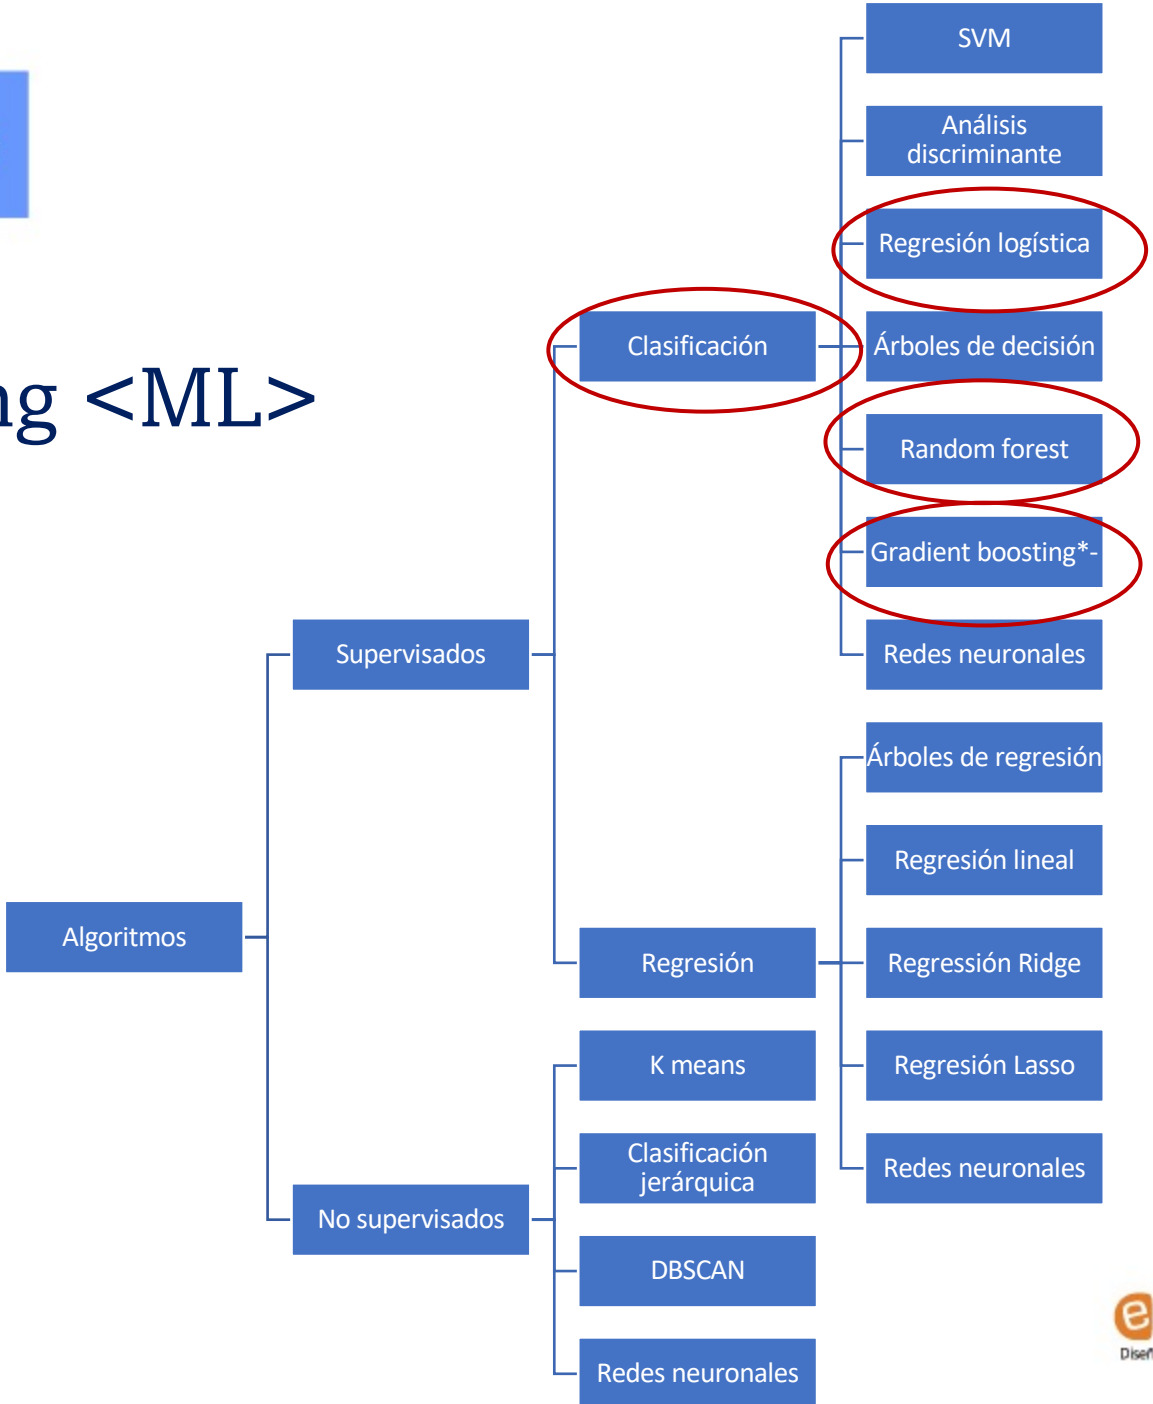 ng <ML>
Algoritmos
Supervisados
Clasificación
SVM
Análisis
discriminante
Regresión logística
Árboles de decisión
Random forest
Gradient boosting*-
Redes neuronales
Regresión
Árboles de regresión
Regresión lineal
Regressión Ridge
Regresión Lasso
Redes neuronales
No supervisados
K means
Clasificación
jerárquica
DBSCAN
Redes neuronales
e
Diseñ